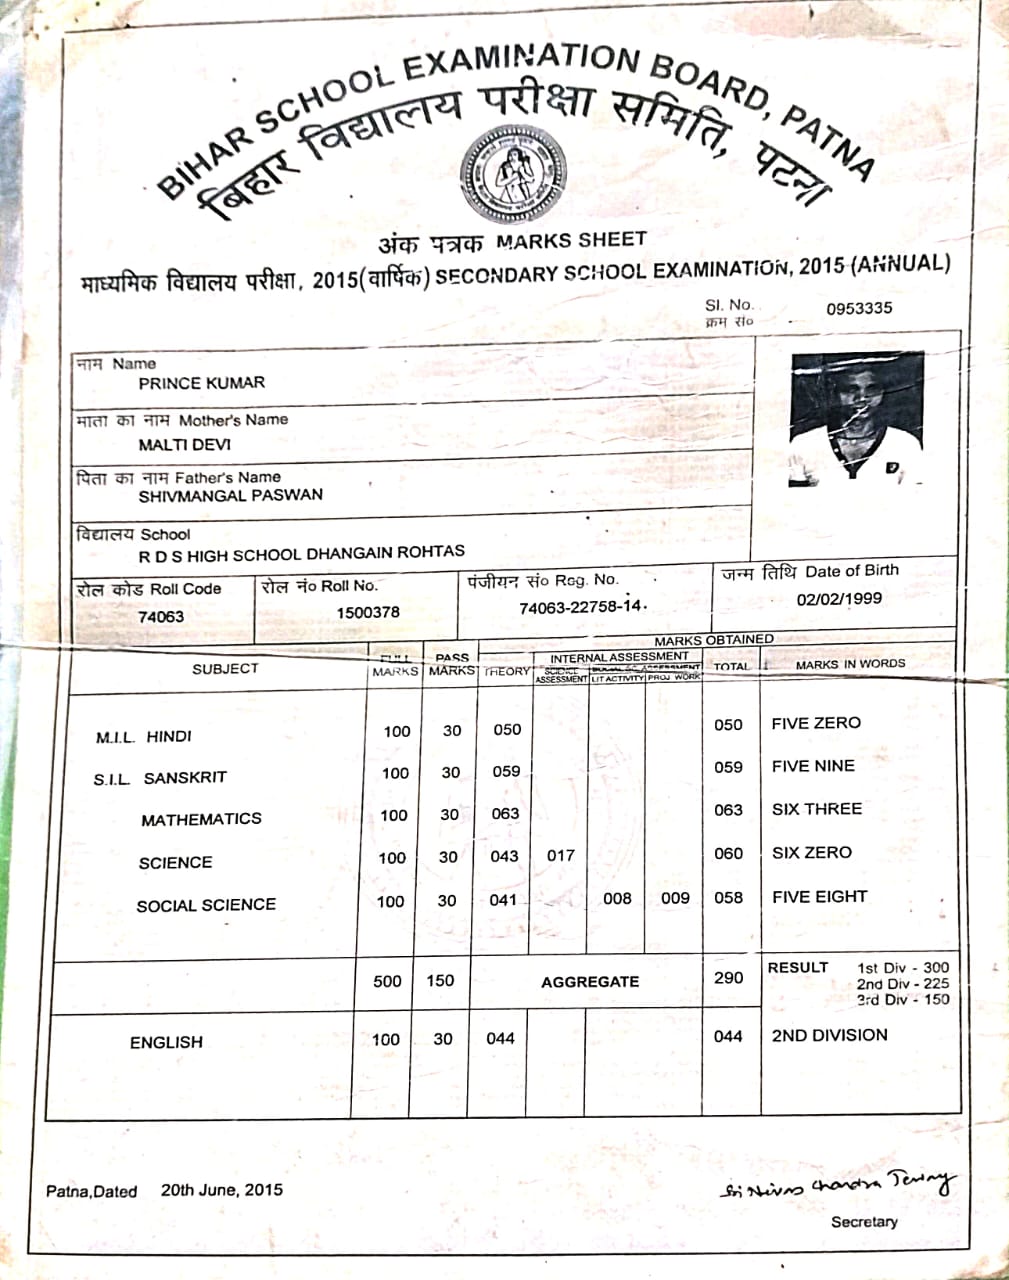 BIHAR SCHOOL EXAMINATION BOARD, PATNA
बिहार विद्यालय परीक्षा समिति, पटना
अंक पत्रक MARKS SHEET
माध्यमिक विद्यालय परीक्षा, 2015(वार्षिक) SECONDARY SCHOOL EXAMINATION, 2015 (ANNUAL)
Sl. No. 0953335
क्रम सं०
नाम Name
PRINCE KUMAR
माता का नाम Mother's Name
MALTI DEVI
पिता का नाम Father's Name
SHIVMANGAL PASWAN
विद्यालय School
R D S HIGH SCHOOL DHANGAIN ROHTAS
रोल कोड Roll Code रोल नं० Roll No. पंजीयन सं० Reg. No. जन्म तिथि Date of Birth
74063 1500378 74063-22758-14 02/02/1999
MARKS OBTAINED
SUBJECT FULL MARKS PASS MARKS THEORY INTERNAL ASSESSMENT TOTAL MARKS IN WORDS
SCIENCE ASSESSMENT LIT ACTIVITY PROJ WORK
M.I.L. HINDI 100 30 050 050 FIVE ZERO
S.I.L. SANSKRIT 100 30 059 059 FIVE NINE
MATHEMATICS 100 30 063 063 SIX THREE
SCIENCE 100 30 043 017 060 SIX ZERO
SOCIAL SCIENCE 100 30 041 008 009 058 FIVE EIGHT
500 150 AGGREGATE 290 RESULT 1st Div - 300
2nd Div - 225
3rd Div - 150
ENGLISH 100 30 044 044 2ND DIVISION
Patna,Dated 20th June, 2015
Secretary